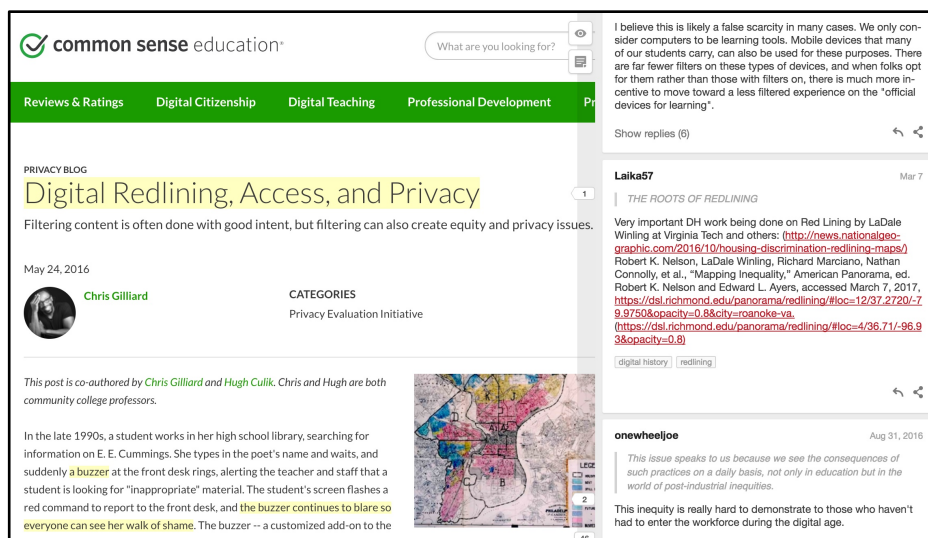 common sense education®
What are you looking for?
Reviews & Ratings
Digital Citizenship
Digital Teaching
Professional Development
Pr
PRIVACY BLOG
Digital Redlining, Access, and Privacy
1
Filtering content is often done with good intent, but filtering can also create equity and privacy issues.
May 24, 2016
Chris Gilliard
CATEGORIES
Privacy Evaluation Initiative
This post is co-authored by Chris Gilliard and Hugh Culik. Chris and Hugh are both
community college professors.
In the late 1990s, a student works in her high school library, searching for
information on E. E. Cummings. She types in the poet's name and waits, and
suddenly a buzzer at the front desk rings, alerting the teacher and staff that a
student is looking for "inappropriate" material. The student's screen flashes a
red command to report to the front desk, and the buzzer continues to blare so
everyone can see her walk of shame. The buzzer -- a customized add-on to the
D
K
J
A
B
LEGE
2
PHILADELP
I believe this is likely a false scarcity in many cases. We only con-
sider computers to be learning tools. Mobile devices that many
of our students carry, can also be used for these purposes. There
are far fewer filters on these types of devices, and when folks opt
for them rather than those with filters on, there is much more in-
centive to move toward a less filtered experience on the "official
devices for learning".
Show replies (6)
Laika57
Mar 7
THE ROOTS OF REDLINING
Very important DH work being done on Red Lining by LaDale
Winling at Virginia Tech and others: (http://news.nationalgeo-
graphic.com/2016/10/housing-discrimination-redlining-maps/)
Robert K. Nelson, LaDale Winling, Richard Marciano, Nathan
Connolly, et al., “Mapping Inequality,” American Panorama, ed.
Robert K. Nelson and Edward L. Ayers, accessed March 7, 2017,
https://dsl.richmond.edu/panorama/redlining/#loc=12/37.2720/-7
9.9750&opacity=0.8&city=roanoke-va.
(https://dsl.richmond.edu/panorama/redlining/#loc=4/36.71/-96.9
3&opacity=0.8)
digital history
redlining
onewheeljoe
Aug 31, 2016
This issue speaks to us because we see the consequences of
such practices on a daily basis, not only in education but in the
world of post-industrial inequities.
This inequity is really hard to demonstrate to those who haven't
had to enter the workforce during the digital age.